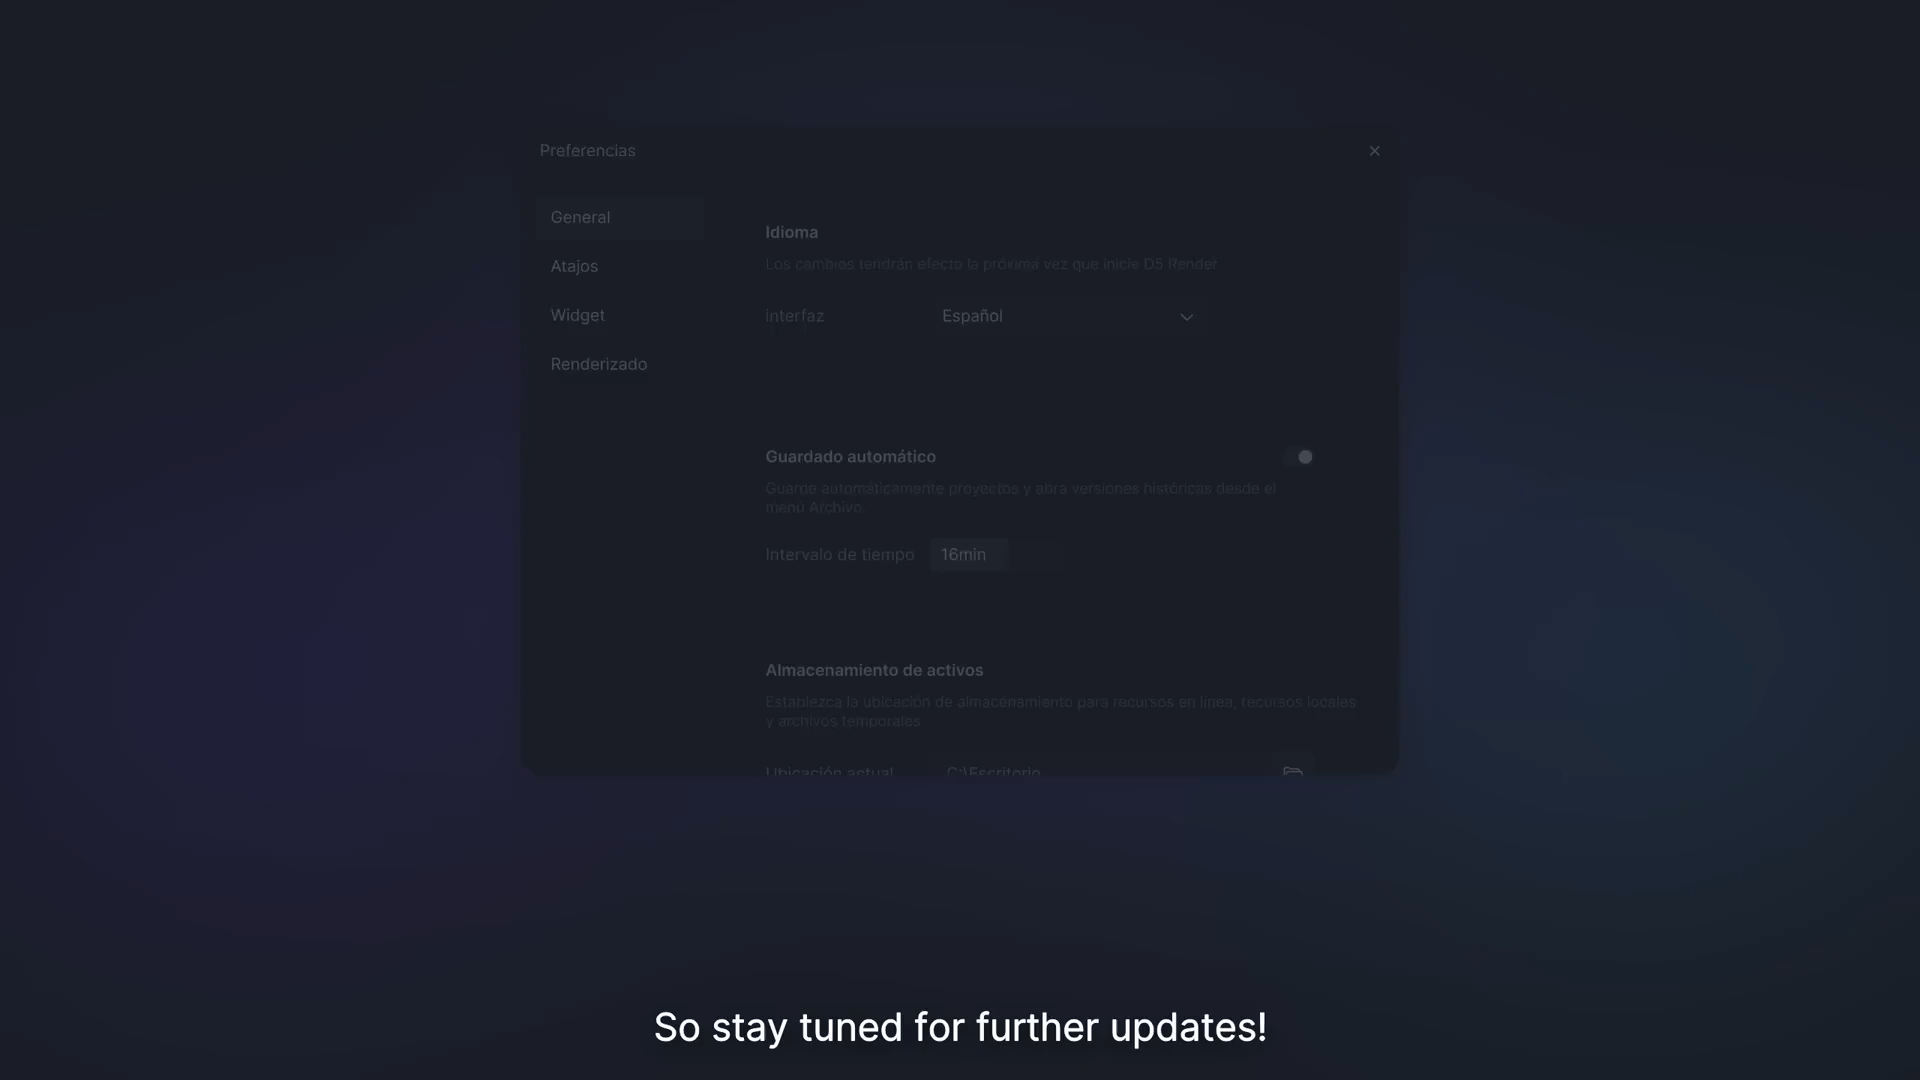 Preferencias
General
Atajos
Widget
Renderizado
Idioma
Los cambios tendrán efecto la próxima vez que inicie D5 Render
interfaz
Español
Guardado automático
Guarde automáticamente proyectos y abra versiones históricas desde el
menú Archivo
Intervalo de tiempo
16min
Almacenamiento de activos
Establezca la ubicación de almacenamiento para recursos en línea, recursos locales
y archivos temporales
Ubicación actual
C:\Escritorio
So stay tuned for further updates!